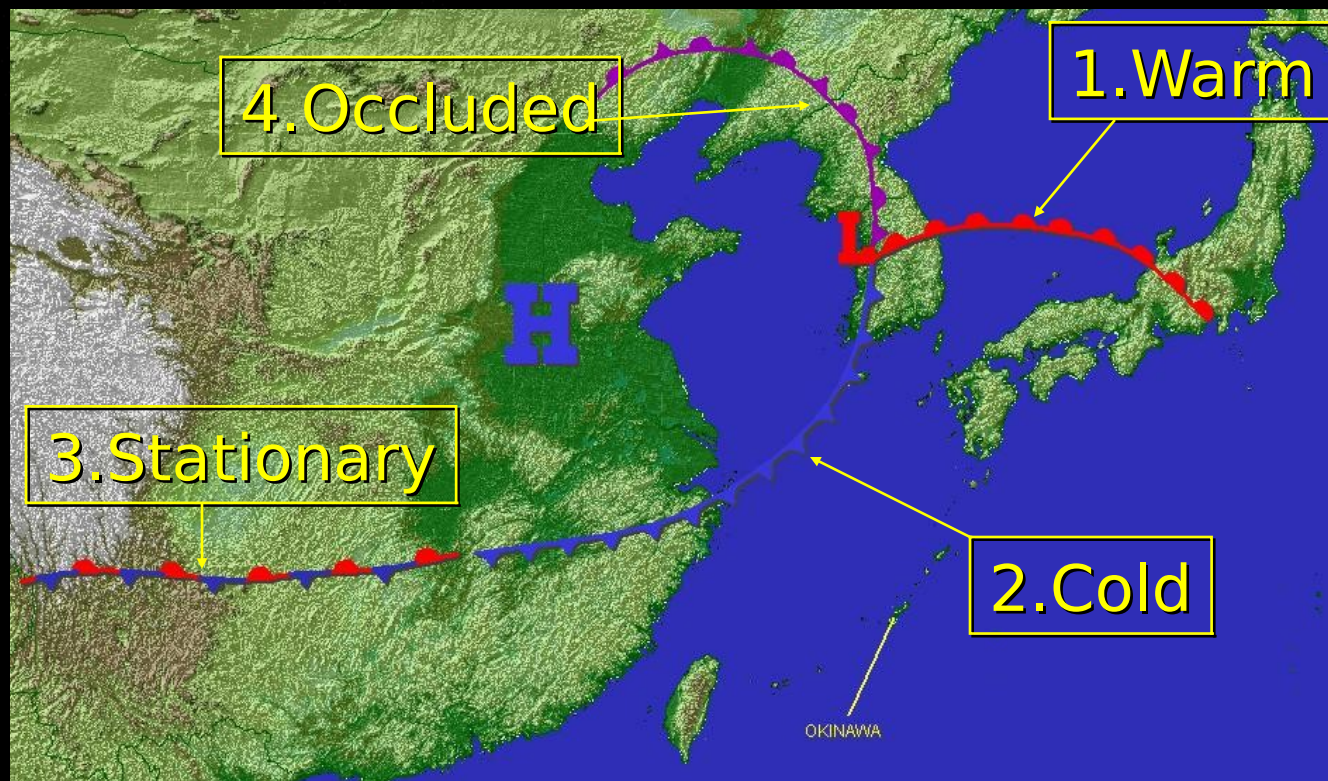 1.Warm
4.Occluded
L
H
3.Stationary
2.Cold
OKINAWA